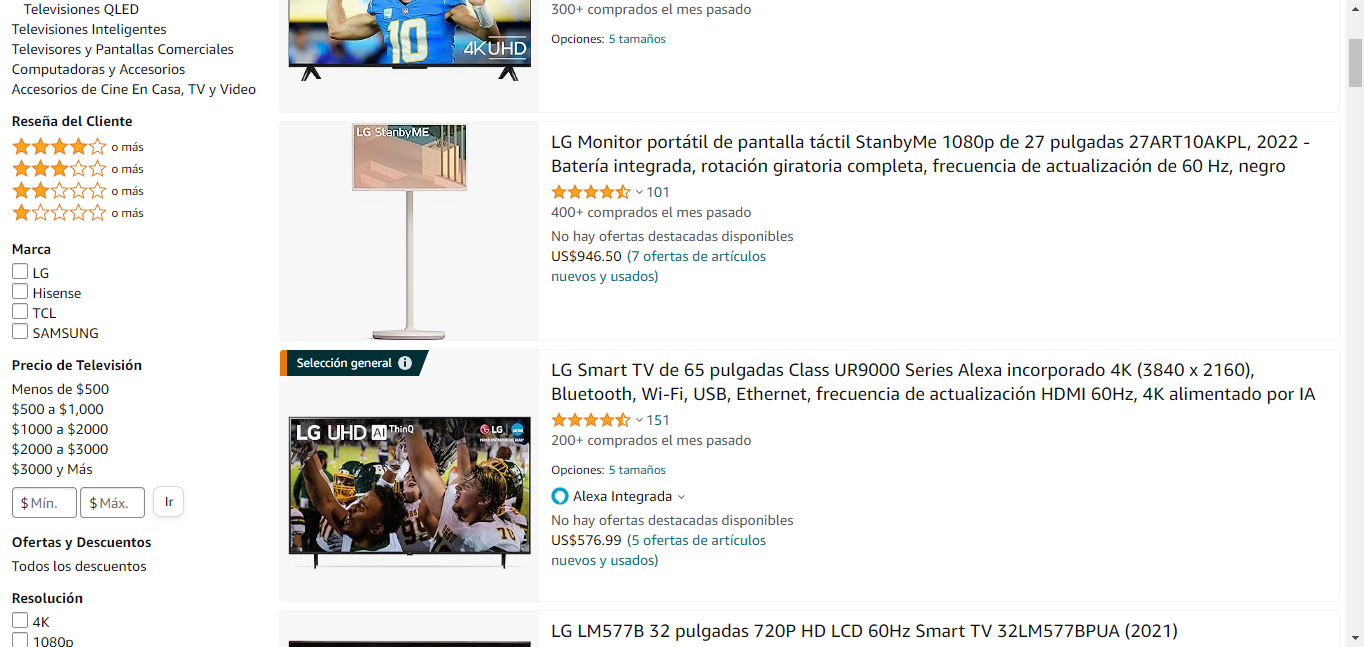 Televisiones QLED
Televisiones Inteligentes
Televisores y Pantallas Comerciales
Computadoras y Accesorios
Accesorios de Cine En Casa, TV y Video
Reseña del Cliente
o más
o más
o más
o más
Marca
LG
Hisense
TCL
SAMSUNG
Precio de Televisión
Menos de $500
$500 a $1,000
$1000 a $2000
$2000 a $3000
$3000 y Más
$ Mín.
$ Máx.
Ir
Ofertas y Descuentos
Todos los descuentos
Resolución
4K
1080p
10
4K UHD
300+ comprados el mes pasado
Opciones: 5 tamaños
LG StanbyME
LG Monitor portátil de pantalla táctil StanbyMe 1080p de 27 pulgadas 27ART10AKPL, 2022 -
Batería integrada, rotación giratoria completa, frecuencia de actualización de 60 Hz, negro
101
400+ comprados el mes pasado
No hay ofertas destacadas disponibles
US$946.50 (7 ofertas de artículos
nuevos y usados)
Selección general
LG UHD AI ThinQ
LG
70
LG Smart TV de 65 pulgadas Class UR9000 Series Alexa incorporado 4K (3840 x 2160),
Bluetooth, Wi-Fi, USB, Ethernet, frecuencia de actualización HDMI 60Hz, 4K alimentado por IA
151
200+ comprados el mes pasado
Opciones: 5 tamaños
Alexa Integrada
No hay ofertas destacadas disponibles
US$576.99 (5 ofertas de artículos
nuevos y usados)
LG LM577B 32 pulgadas 720P HD LCD 60Hz Smart TV 32LM577BPUA (2021)